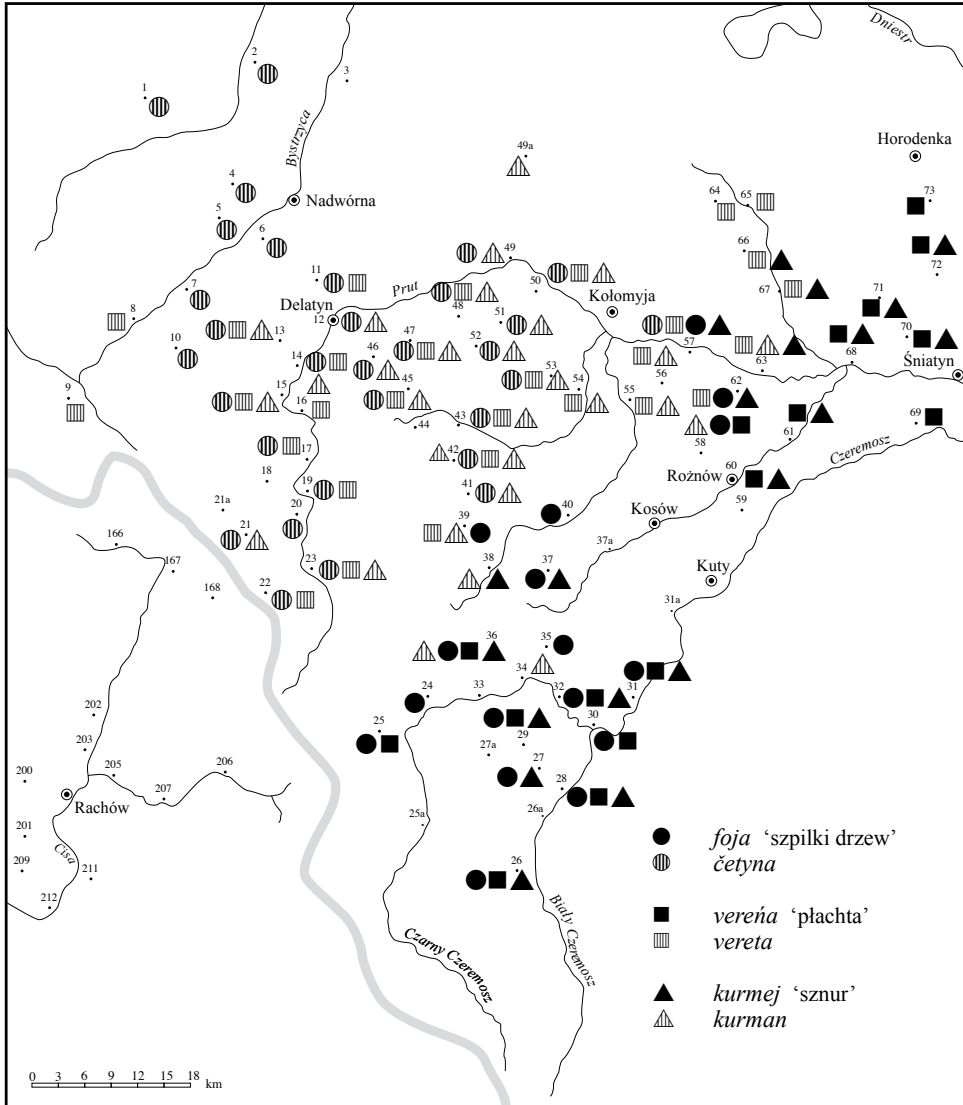 Dniestr
2
3
1
Bystrzyca
Horodenka
49a
4
Nadwórna
64
65
73
5
6
66
72
49
11
Prut
50
67
71
7
8
Delatyn
12
48
Kołomyja
51
13
10
47
52
57
70
14
46
63
68
Śniatyn
9
15
45
53
54
56
62
16
55
44
43
58
61
69
Czeremosz
17
42
18
60
Rożnów
19
41
59
21a
20
39
40
Kosów
21
37a
166
38
37
Kuty
167
23
168
22
31a
36
35
34
24
33
32
31
202
25
30
203
29
27a
27
200
205
206
28
Rachów
207
25a
26a
201
Cisa
209
211
26
212
Biały Czeremosz
Czarny Czeremosz
foja ‘szpilki drzew’
četyna
vereńa ‘płachta’
vereta
kurmej ‘sznur’
kurman
0 3 6 9 12 15 18 km